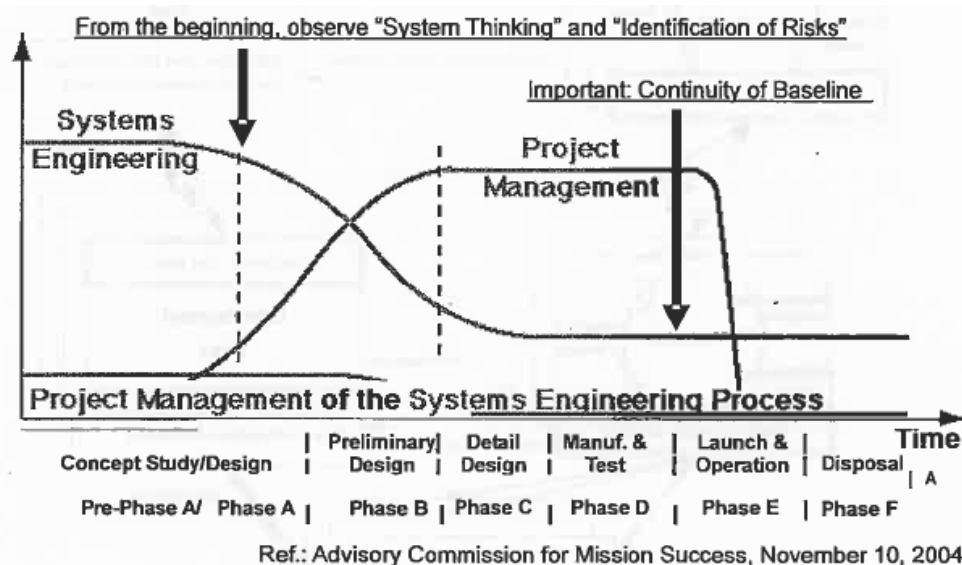 From the beginning, observe “System Thinking” and “Identification of Risks”
Important: Continuity of Baseline
Systems
Engineering
Project
Management
Project Management of the Systems Engineering Process
Time
Concept Study/Design | Preliminary Design | Detail Design | Manuf. & Test | Launch & Operation | Disposal | A
Pre-Phase A/ Phase A | Phase B | Phase C | Phase D | Phase E | Phase F
Ref.: Advisory Commission for Mission Success, November 10, 2004